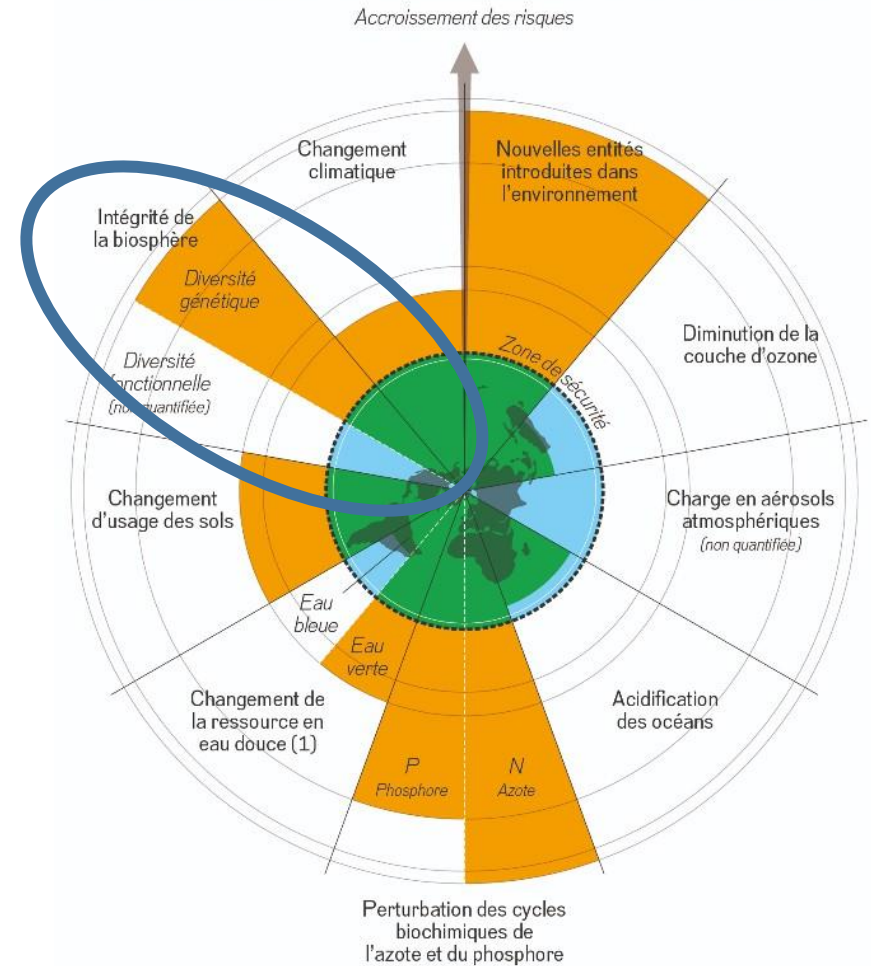 Accroissement des risques
Changement
climatique
Nouvelles entités
introduites dans
l'environnement
Intégrité de
la biosphère
Diversité
génétique
Zone de sécurité
Diminution de la
couche d'ozone
Diversité
fonctionnelle
(non quantifiée)
Changement
d'usage des sols
Charge en aérosols
atmosphériques
(non quantifiée)
Eau
bleue
Eau
verte
Changement de
la ressource en
eau douce (1)
Acidification
des océans
P
Phosphore
N
Azote
Perturbation des cycles
biochimiques de
l'azote et du phosphore